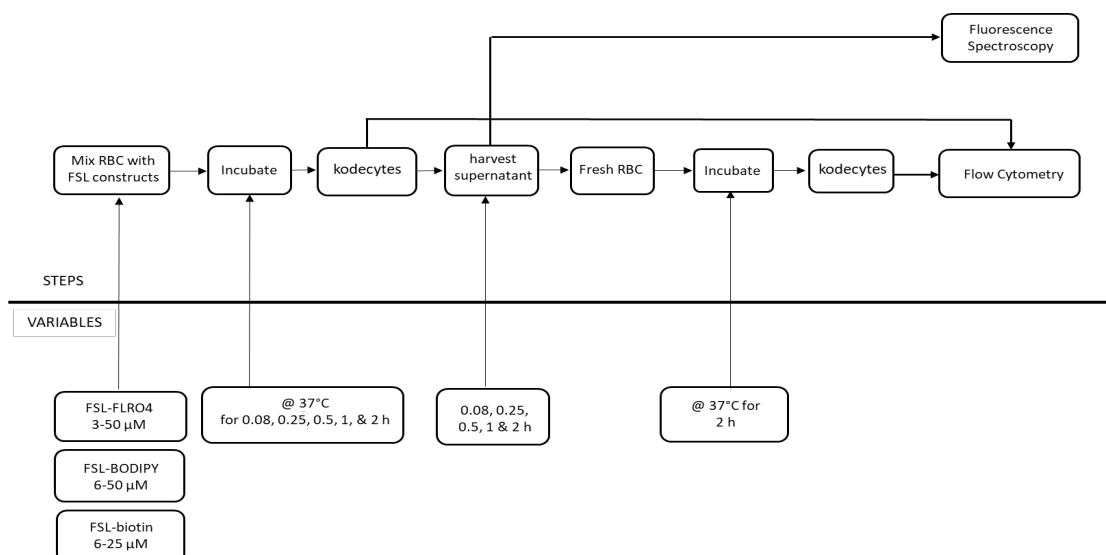 Fluorescence
Spectroscopy
Mix RBC with
FSL constructs
Incubate
kodecytes
harvest
supernatant
Fresh RBC
Incubate
kodecytes
Flow Cytometry
STEPS
VARIABLES
FSL-FLRO4
3-50 µM
@ 37°C
for 0.08, 0.25, 0.5, 1, & 2 h
0.08, 0.25,
0.5, 1 & 2 h
@ 37°C for
2 h
FSL-BODIPY
6-50 µM
FSL-biotin
6-25 µM